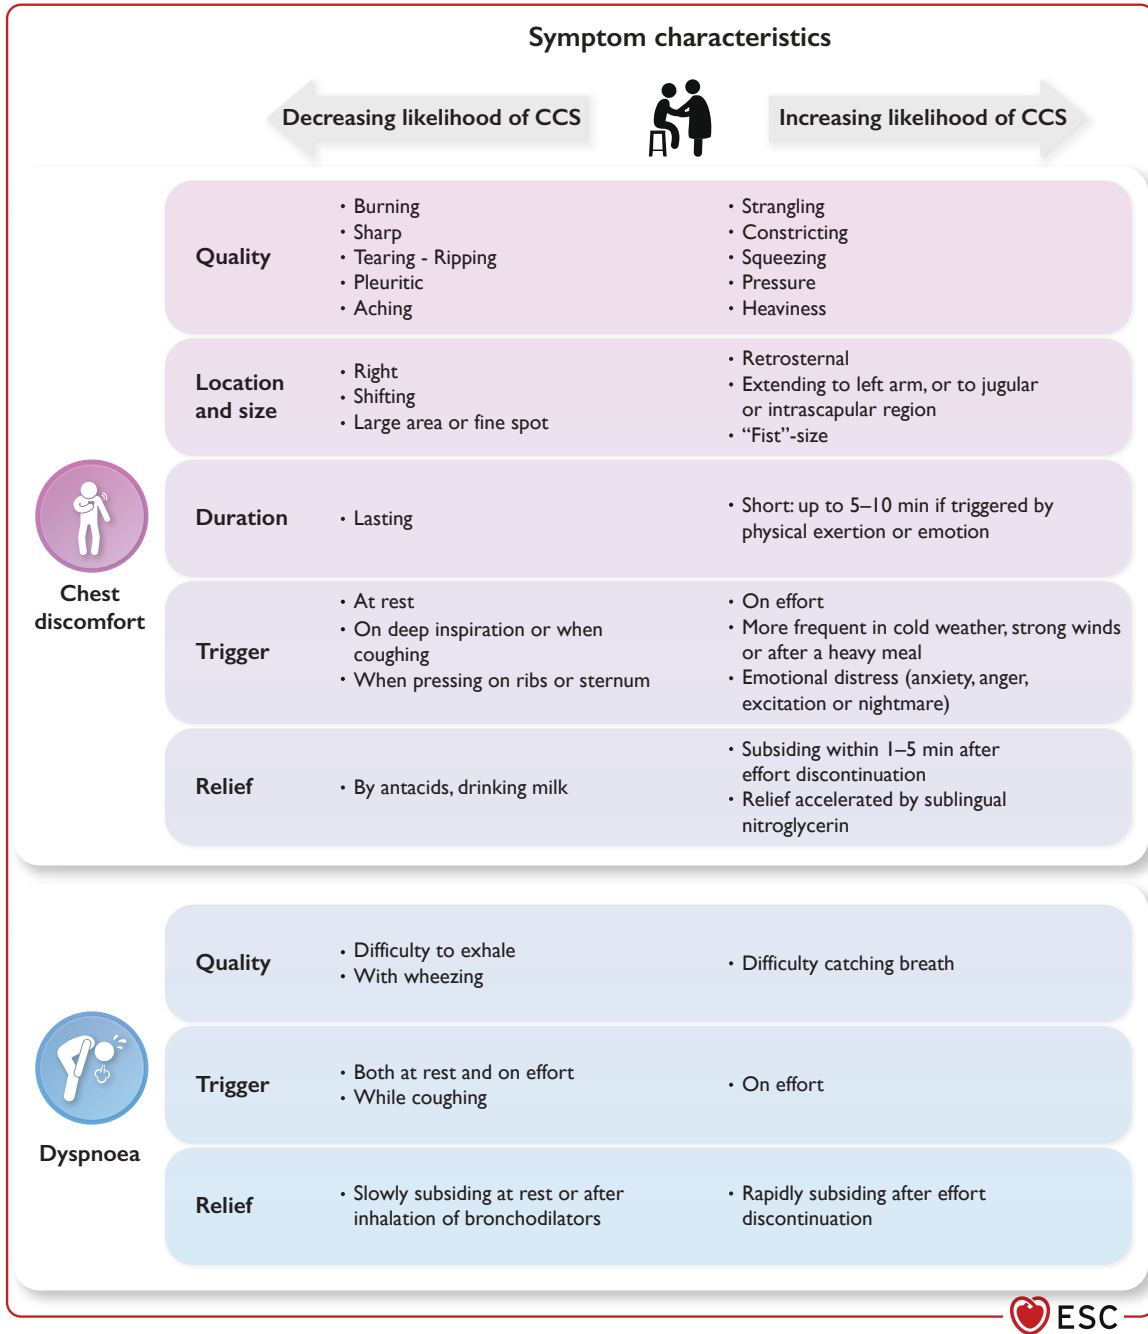 Symptom characteristics
Decreasing likelihood of CCS
Increasing likelihood of CCS
Chest
discomfort
Quality
• Burning
• Sharp
• Tearing - Ripping
• Pleuritic
• Aching
• Strangling
• Constricting
• Squeezing
• Pressure
• Heaviness
Location
and size
• Right
• Shifting
• Large area or fine spot
• Retrosternal
• Extending to left arm, or to jugular
or intrascapular region
• “Fist”-size
Duration
• Lasting
• Short: up to 5–10 min if triggered by
physical exertion or emotion
Trigger
• At rest
• On deep inspiration or when
coughing
• When pressing on ribs or sternum
• On effort
• More frequent in cold weather, strong winds
or after a heavy meal
• Emotional distress (anxiety, anger,
excitation or nightmare)
Relief
• By antacids, drinking milk
• Subsiding within 1–5 min after
effort discontinuation
• Relief accelerated by sublingual
nitroglycerin
Dyspnoea
Quality
• Difficulty to exhale
• With wheezing
• Difficulty catching breath
Trigger
• Both at rest and on effort
• While coughing
• On effort
Relief
• Slowly subsiding at rest or after
inhalation of bronchodilators
• Rapidly subsiding after effort
discontinuation
ESC